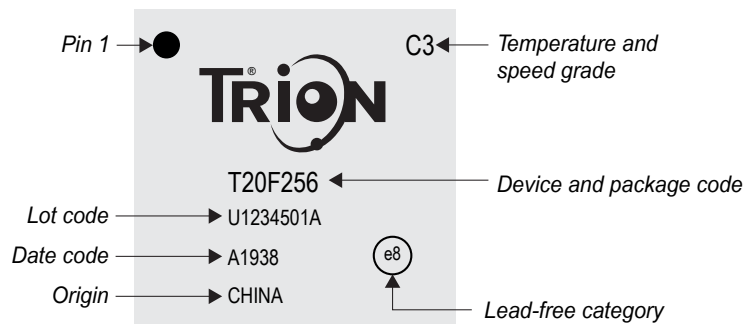 Pin 1
C3
Temperature and
speed grade
TRION®
T20F256
Device and package code
Lot code
U1234501A
Date code
A1938
e8
Origin
CHINA
Lead-free category